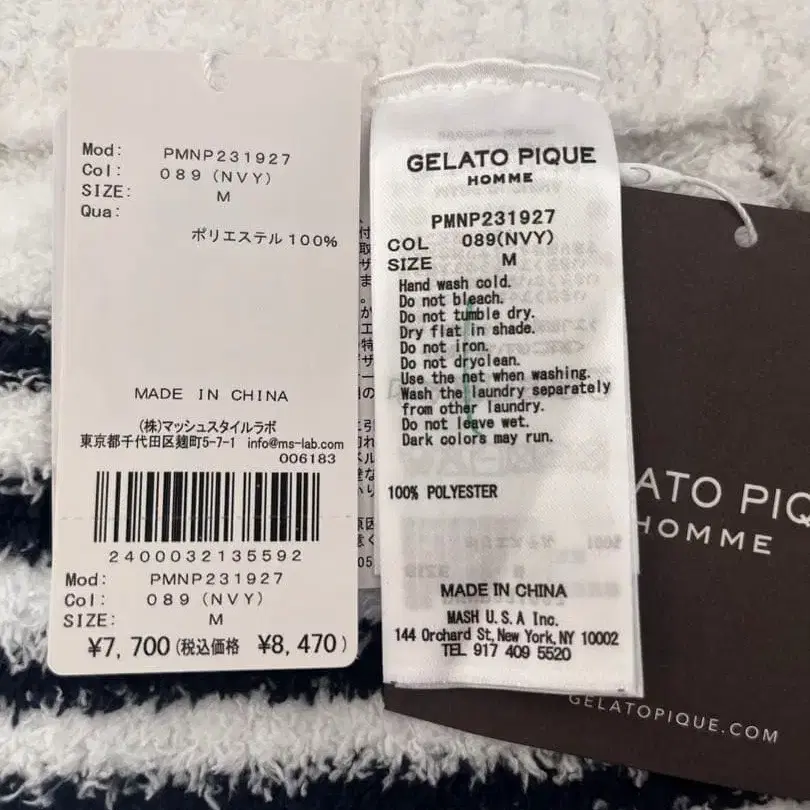 Mod: PMNP231927
Col: 089 (NVY)
SIZE: M
Qua:
ポリエステル 100%
MADE IN CHINA
(株)マッシュスタイルラボ
東京都千代田区麹町5-7-1 info@ms-lab.com
006183
2400032135592
Mod: PMNP231927
Col: 089 (NVY)
SIZE: M
¥7,700(税込価格 ¥8,470)
GELATO PIQUE
HOMME
PMNP231927
COL 089(NVY)
SIZE M
Hand wash cold.
Do not bleach.
Do not tumble dry.
Dry flat in shade.
Do not iron.
Do not dryclean.
Use the net when washing.
Wash the laundry separately
from other laundry.
Do not leave wet.
Dark colors may run.
100% POLYESTER
MADE IN CHINA
MASH U.S.A Inc.
144 Orchard St, New York, NY 10002
TEL 917 409 5520
ATO PIQ
HOMME
GELATOPIQUE.COM